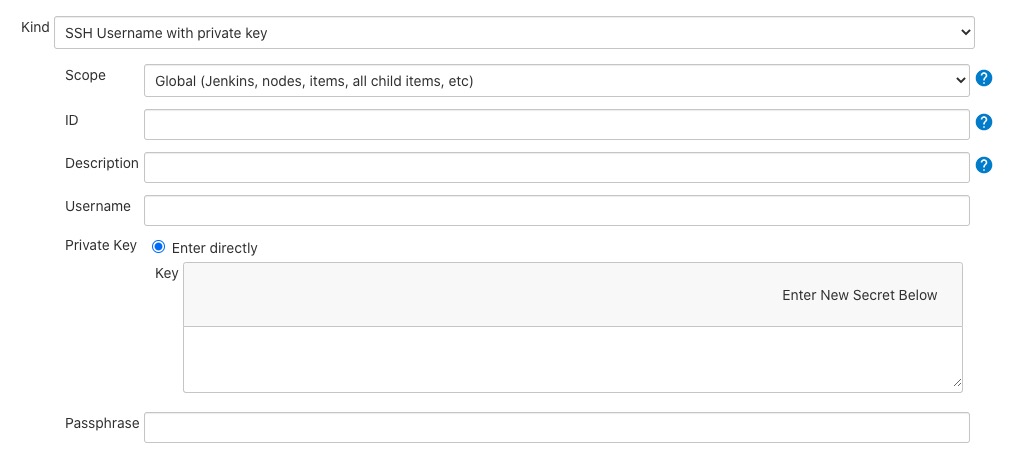 Kind SSH Username with private key
Scope Global (Jenkins, nodes, items, all child items, etc) ?
ID ?
Description ?
Username
Private Key Enter directly
Key
Enter New Secret Below
Passphrase